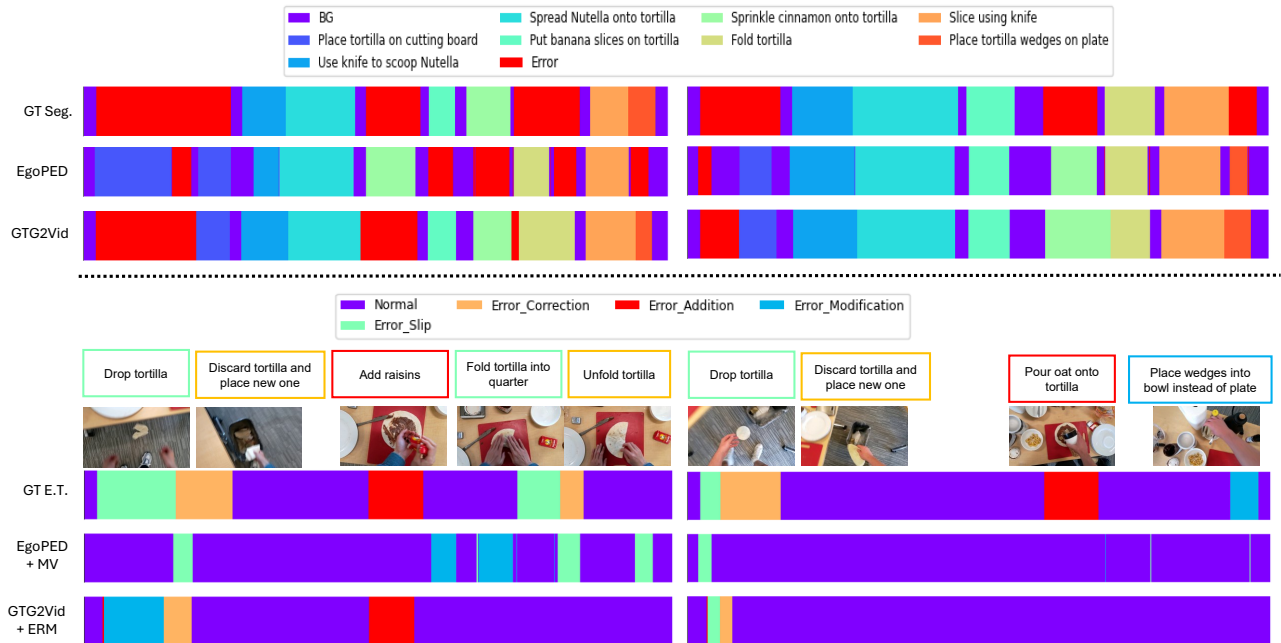 BG
Spread Nutella onto tortilla
Sprinkle cinnamon onto tortilla
Slice using knife
Place tortilla on cutting board
Put banana slices on tortilla
Fold tortilla
Place tortilla wedges on plate
Use knife to scoop Nutella
Error
GT Seg.
EgoPED
GTG2Vid
Normal
Error_Correction
Error_Addition
Error_Modification
Error_Slip
Drop tortilla
Discard tortilla and
place new one
Add raisins
Fold tortilla into
quarter
Unfold tortilla
Drop tortilla
Discard tortilla and
place new one
Pour oat onto
tortilla
Place wedges into
bowl instead of plate
GT E.T.
EgoPED
+ MV
GTG2Vid
+ ERM